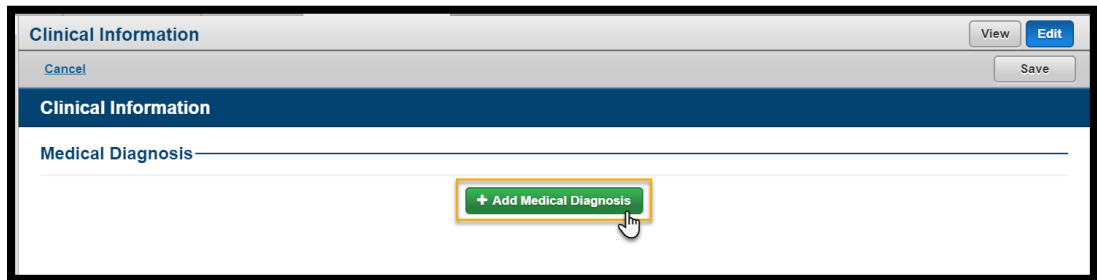 Clinical Information
View
Edit
Cancel
Save
Clinical Information
Medical Diagnosis
+ Add Medical Diagnosis